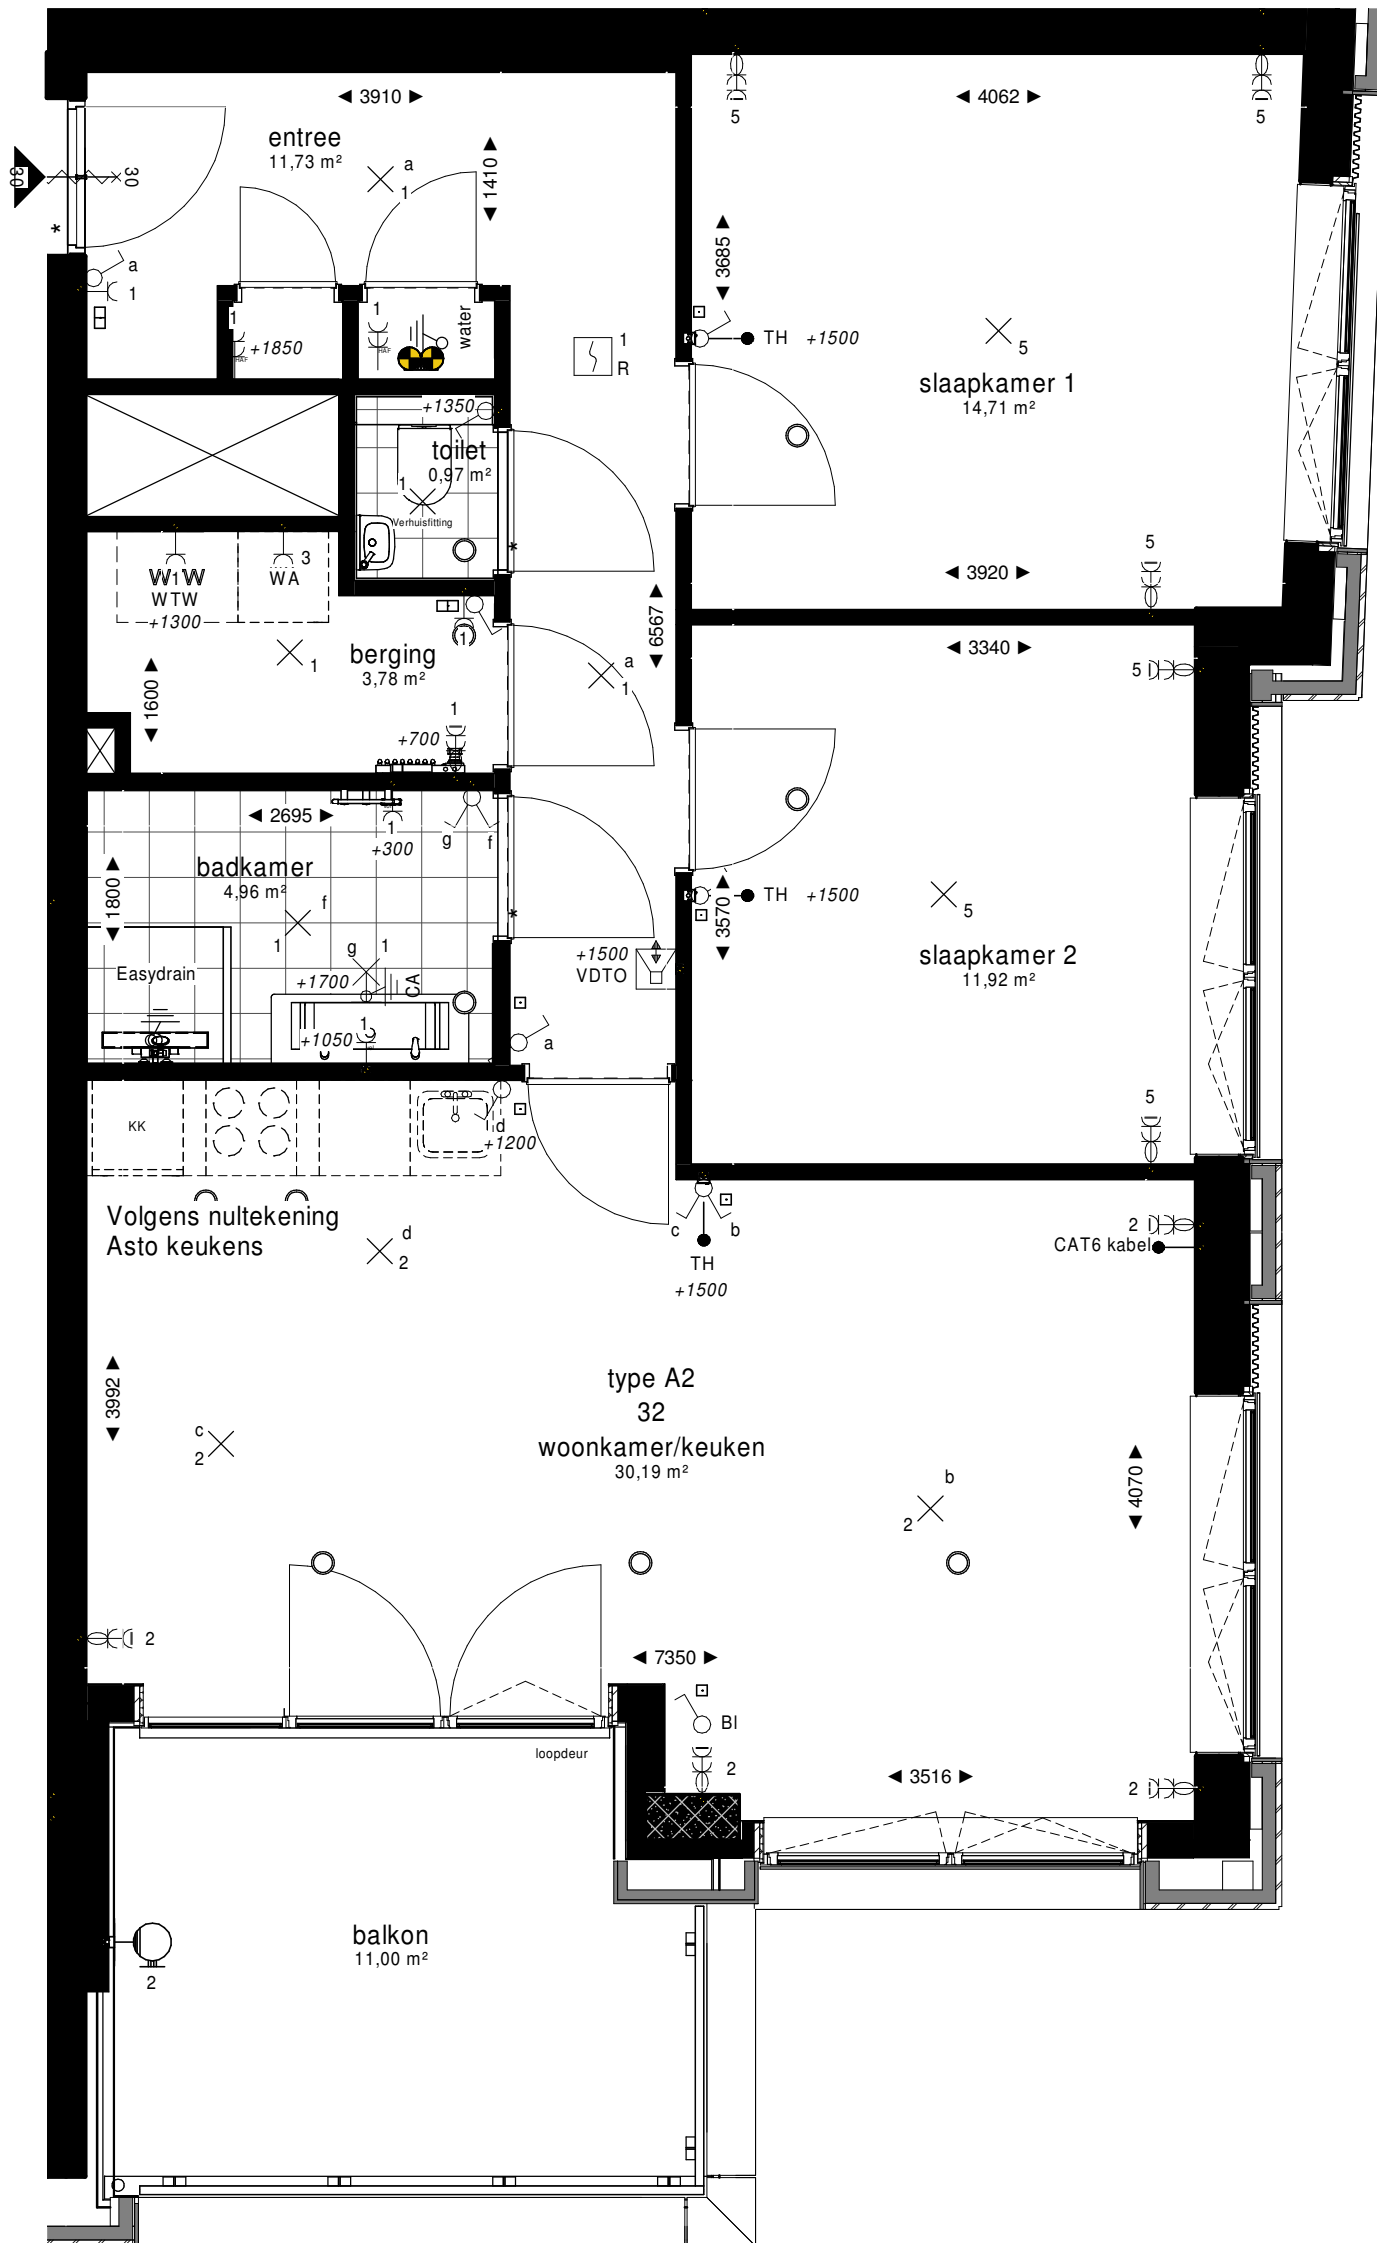 3910
entree
11,73 m²
a
1
1410
4062
5
5
30
30
*
a
1
1
+1850
1
water
3685
1
R
TH +1500
5
slaapkamer 1
14,71 m²
+1350
toilet
0,97 m²
1
Verhuisfitting
*
3
WTW
WA
+1300
1
berging
3,78 m²
1
1600
6567
a
1
3920
5
3340
5
1
+700
2695
1
+300
g
f
badkamer
4,96 m²
1800
f
1
g
1
+1700
CA
Easydrain
1
+1050
*
+1500
VDTO
a
3570
TH +1500
5
slaapkamer 2
11,92 m²
5
KK
d
+1200
Volgens nultekening
Asto keukens
d
2
c
b
TH
+1500
2
CAT6 kabel
3992
c
2
type A2
32
woonkamer/keuken
30,19 m²
b
2
4070
2
7350
BI
2
loopdeur
3516
2
balkon
11,00 m²
2